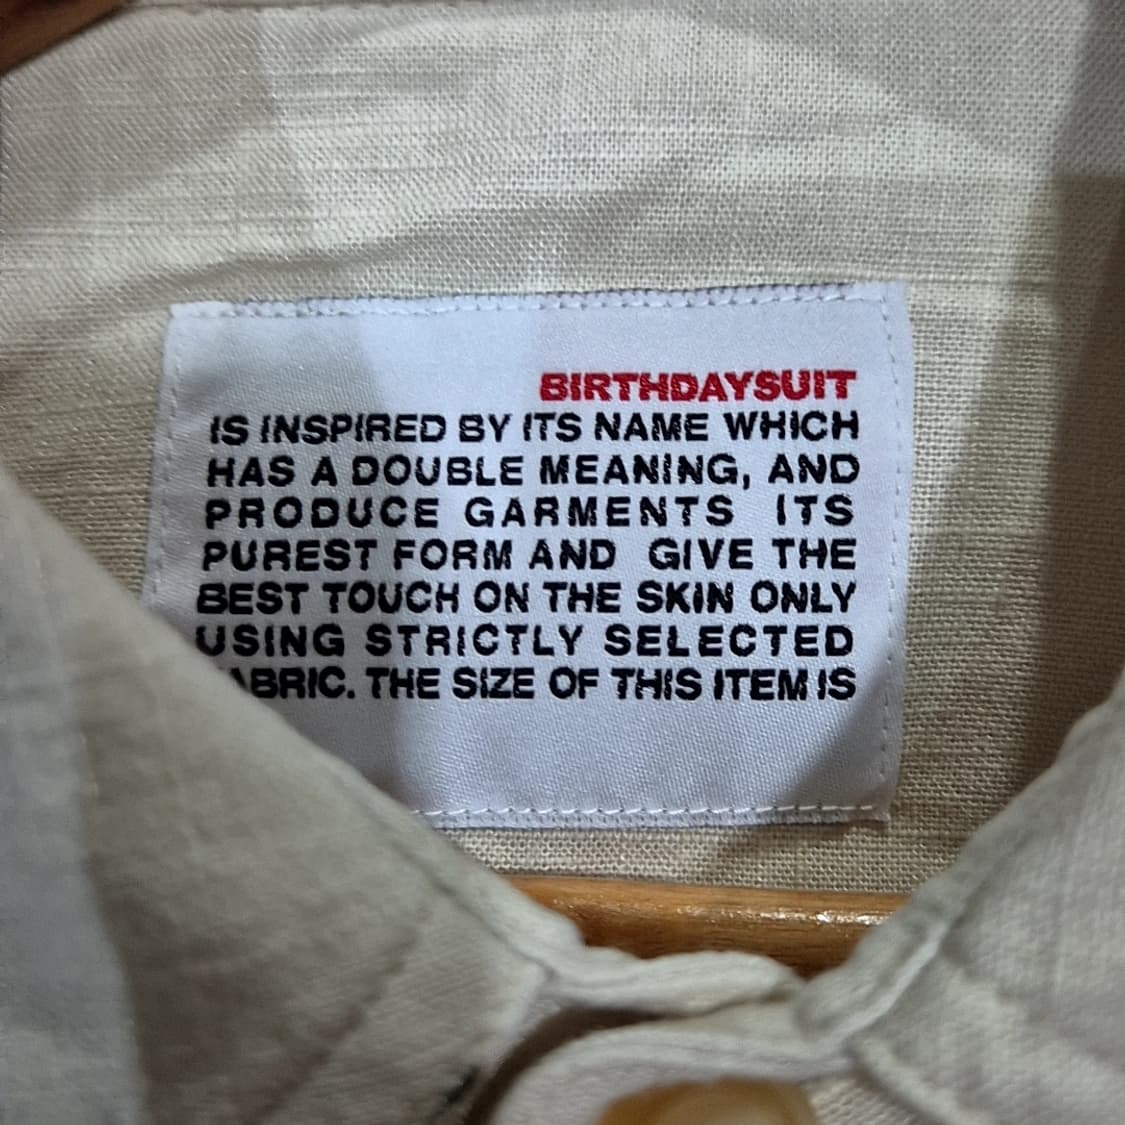 BIRTHDAYSUIT
IS INSPIRED BY ITS NAME WHICH
HAS A DOUBLE MEANING, AND
PRODUCE GARMENTS ITS
PUREST FORM AND GIVE THE
BEST TOUCH ON THE SKIN ONLY
USING STRICTLY SELECTED
FABRIC. THE SIZE OF THIS ITEM IS